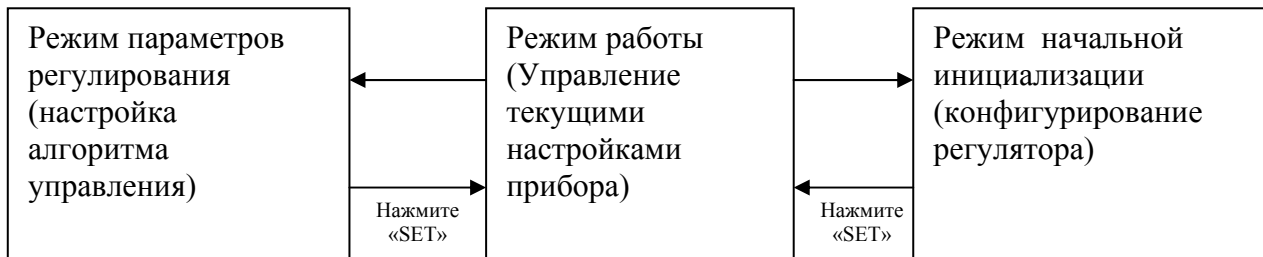 Режим параметров
регулирования
(настройка
алгоритма
управления)
Нажмите
«SET»
Режим работы
(Управление
текущими
настройками
прибора)
Нажмите
«SET»
Режим начальной
инициализации
(конфигурирование
регулятора)